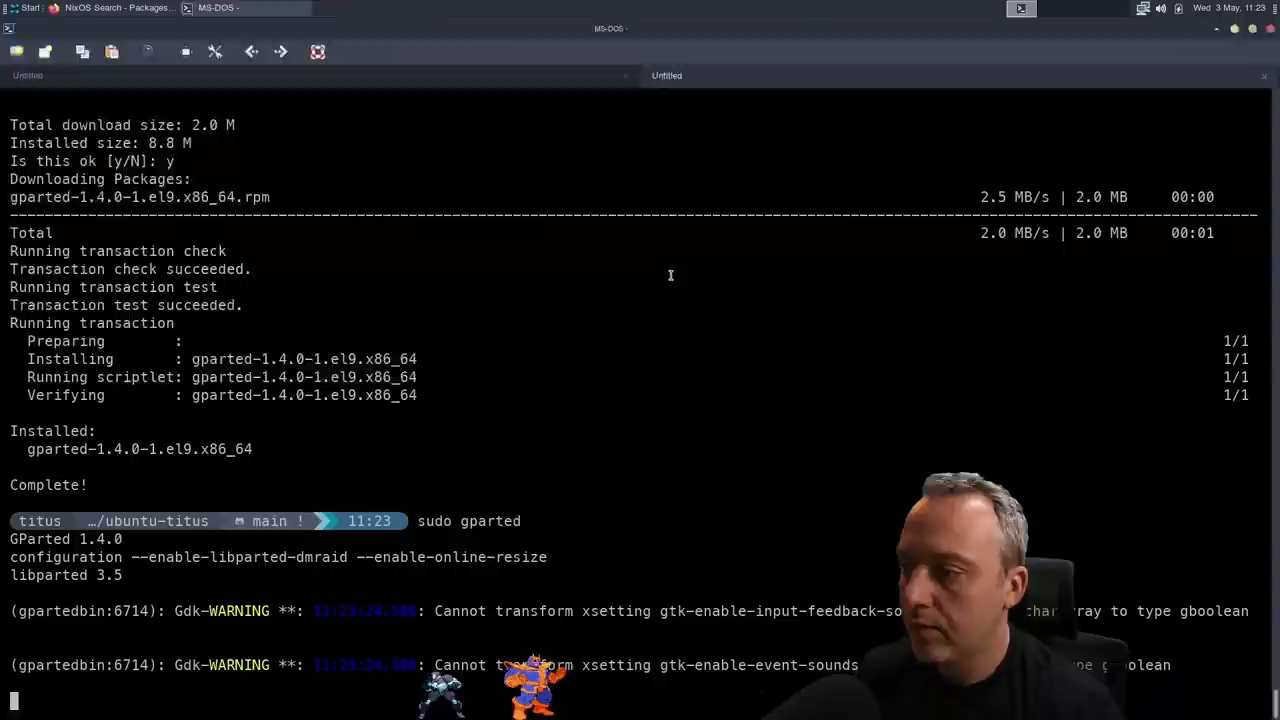 Start NixOS Search - Packages... MS-DOS - Wed 3 May, 11:23
MS-DOS -
Untitled Untitled
Total download size: 2.0 M
Installed size: 8.8 M
Is this ok [y/N]: y
Downloading Packages:
gparted-1.4.0-1.el9.x86_64.rpm 2.5 MB/s | 2.0 MB 00:00
Total 2.0 MB/s | 2.0 MB 00:01
Running transaction check
Transaction check succeeded.
Running transaction test
Transaction test succeeded.
Running transaction
Preparing : 1/1
Installing : gparted-1.4.0-1.el9.x86_64 1/1
Running scriptlet: gparted-1.4.0-1.el9.x86_64 1/1
Verifying : gparted-1.4.0-1.el9.x86_64 1/1
Installed:
gparted-1.4.0-1.el9.x86_64
Complete!
titus …/ubuntu-titus main ! 11:23 sudo gparted
GParted 1.4.0
configuration --enable-libparted-dmraid --enable-online-resize
libparted 3.5
(gpartedbin:6714): Gdk-WARNING **: : Cannot transform xsetting gtk-enable-input-feedback-so to type gboolean
(gpartedbin:6714): Gdk-WARNING **: : Cannot xsetting gtk-enable-event-sounds